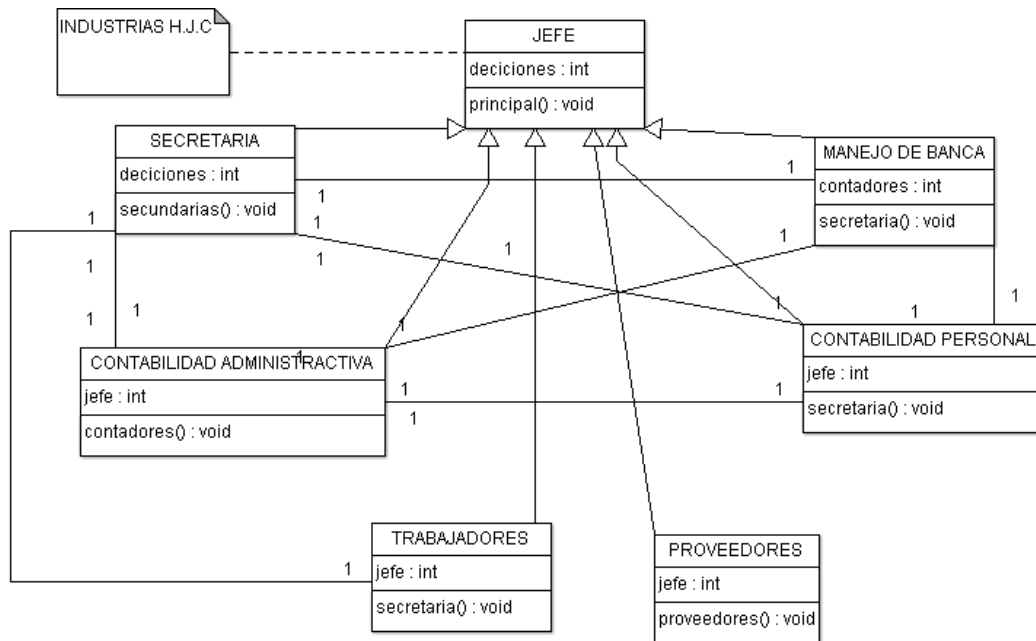 INDUSTRIAS H.J.C
JEFE
deciciones : int
principal() : void
SECRETARIA
deciciones : int
secundarias() : void
MANEJO DE BANCA
contadores : int
secretaria() : void
1
1
1
1
1
1
1
1
1
1
1
1
1
1
CONTABILIDAD ADMINISTRACTIVA
1
jefe : int
contadores() : void
CONTABILIDAD PERSONAL
jefe : int
secretaria() : void
1
1
1
TRABAJADORES
jefe : int
secretaria() : void
1
PROVEEDORES
jefe : int
proveedores() : void